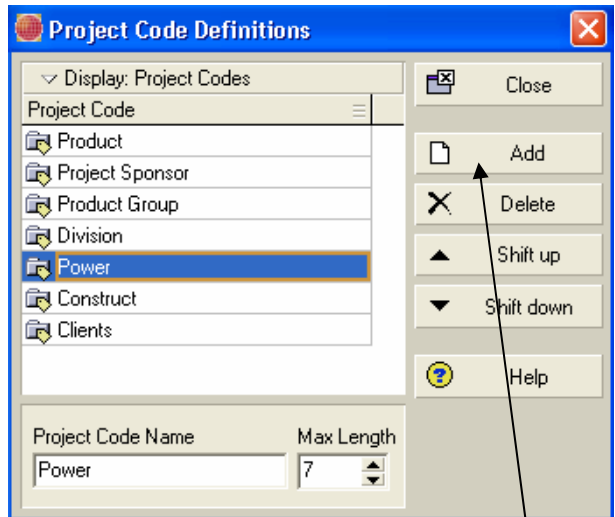 Project Code Definitions
Display: Project Codes
Close
Project Code
Product
Add
Project Sponsor
Product Group
Delete
Division
Power
Shift up
Construct
Shift down
Clients
Help
Project Code Name
Max Length
Power
7